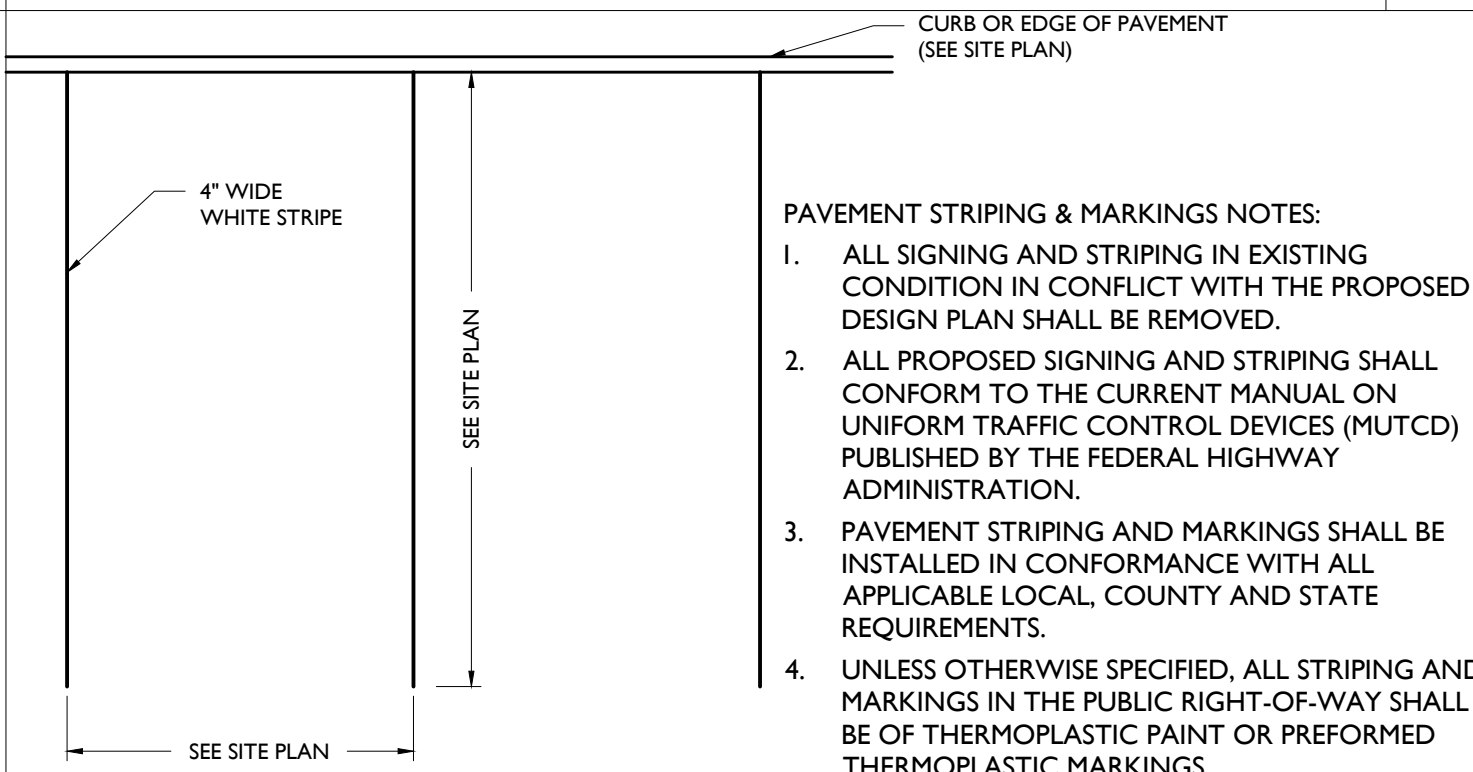 CURB OR EDGE OF PAVEMENT
(SEE SITE PLAN)
4" WIDE
WHITE STRIPE
SEE SITE PLAN
SEE SITE PLAN
PAVEMENT STRIPING & MARKINGS NOTES:
1. ALL SIGNING AND STRIPING IN EXISTING
CONDITION IN CONFLICT WITH THE PROPOSED
DESIGN PLAN SHALL BE REMOVED.
2. ALL PROPOSED SIGNING AND STRIPING SHALL
CONFORM TO THE CURRENT MANUAL ON
UNIFORM TRAFFIC CONTROL DEVICES (MUTCD)
PUBLISHED BY THE FEDERAL HIGHWAY
ADMINISTRATION.
3. PAVEMENT STRIPING AND MARKINGS SHALL BE
INSTALLED IN CONFORMANCE WITH ALL
APPLICABLE LOCAL, COUNTY AND STATE
REQUIREMENTS.
4. UNLESS OTHERWISE SPECIFIED, ALL STRIPING AND
MARKINGS IN THE PUBLIC RIGHT-OF-WAY SHALL
BE OF THERMOPLASTIC PAINT OR PREFORMED
THERMOPLASTIC MARKINGS